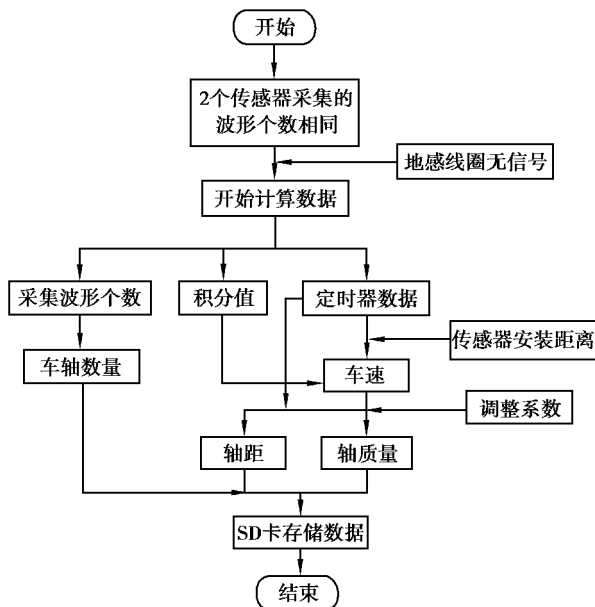 开始
2个传感器采集的
波形个数相同
地感线圈无信号
开始计算数据
采集波形个数
积分值
定时器数据
传感器安装距离
车轴数量
车速
调整系数
轴距
轴质量
SD卡存储数据
结束